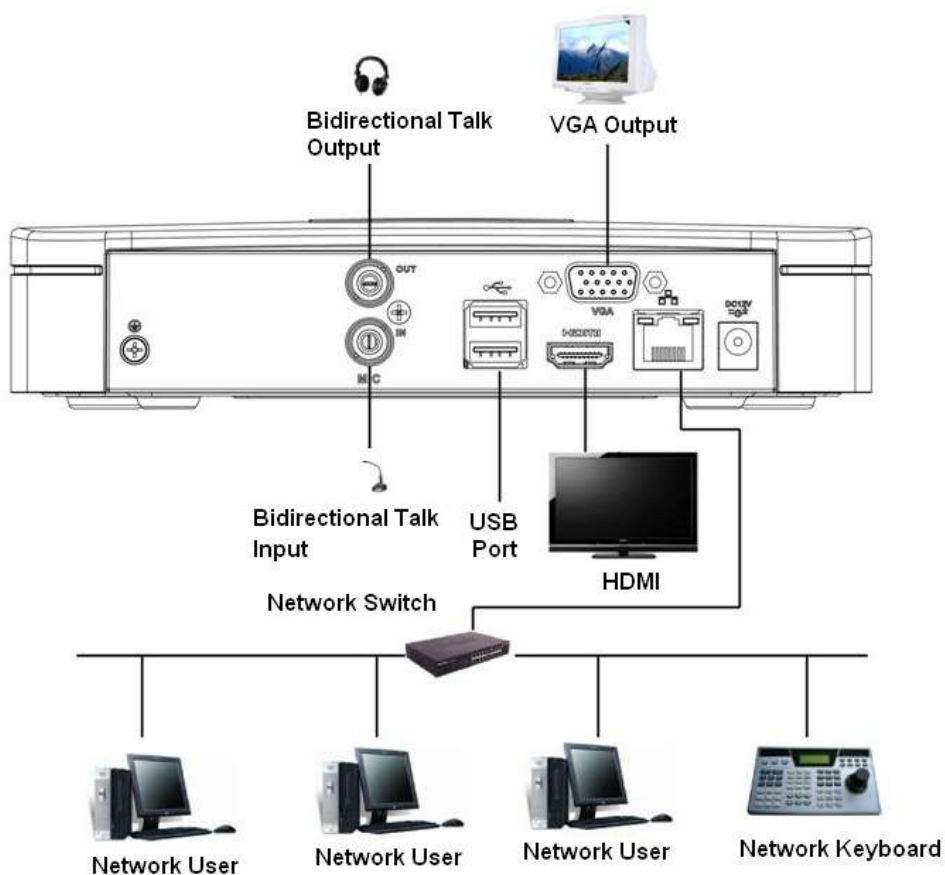 Bidirectional Talk
Output
VGA Output
OUT
VGA
DC12V
HDMI
IN
MIC
Bidirectional Talk
Input
USB
Port
HDMI
Network Switch
Network User
Network User
Network User
Network Keyboard